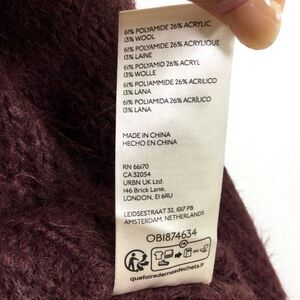 61% POLYAMIDE 26% ACRYLIC
13% WOOL
61% POLYAMIDE 26% ACRYLIQUE
13% LAINE
61% POLYAMID 26% ACRYL
13% WOLLE
61% POLIAMMIDE 26% ACRILICO
13% LANA
61% POLIAMIDA 26% ACRÍLICO
13% LANA
MADE IN CHINA
HECHO EN CHINA
RN 66170
CA32054
URBN UK Ltd.
146 Brick Lane,
LONDON, E1 6RU
LEIDSESTRAAT 32, 1017 PB
AMSTERDAM, NETHERLANDS
OB1874634
quefairedemesdechets.fr